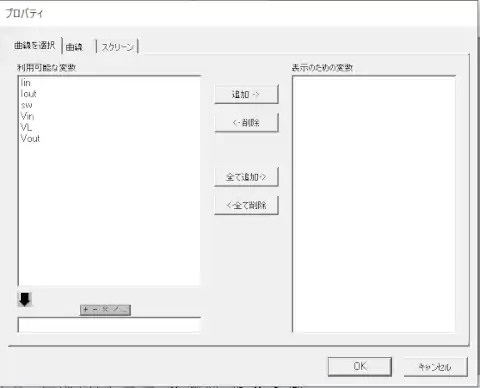 プロパティ
曲線を選択 曲線 スクリーン
利用可能な変数 表示のための変数
Iin
Iout
sw
Vin
VL
Vout
追加 ->
<-削除
全て追加->
<-全て削除
OK キャンセル